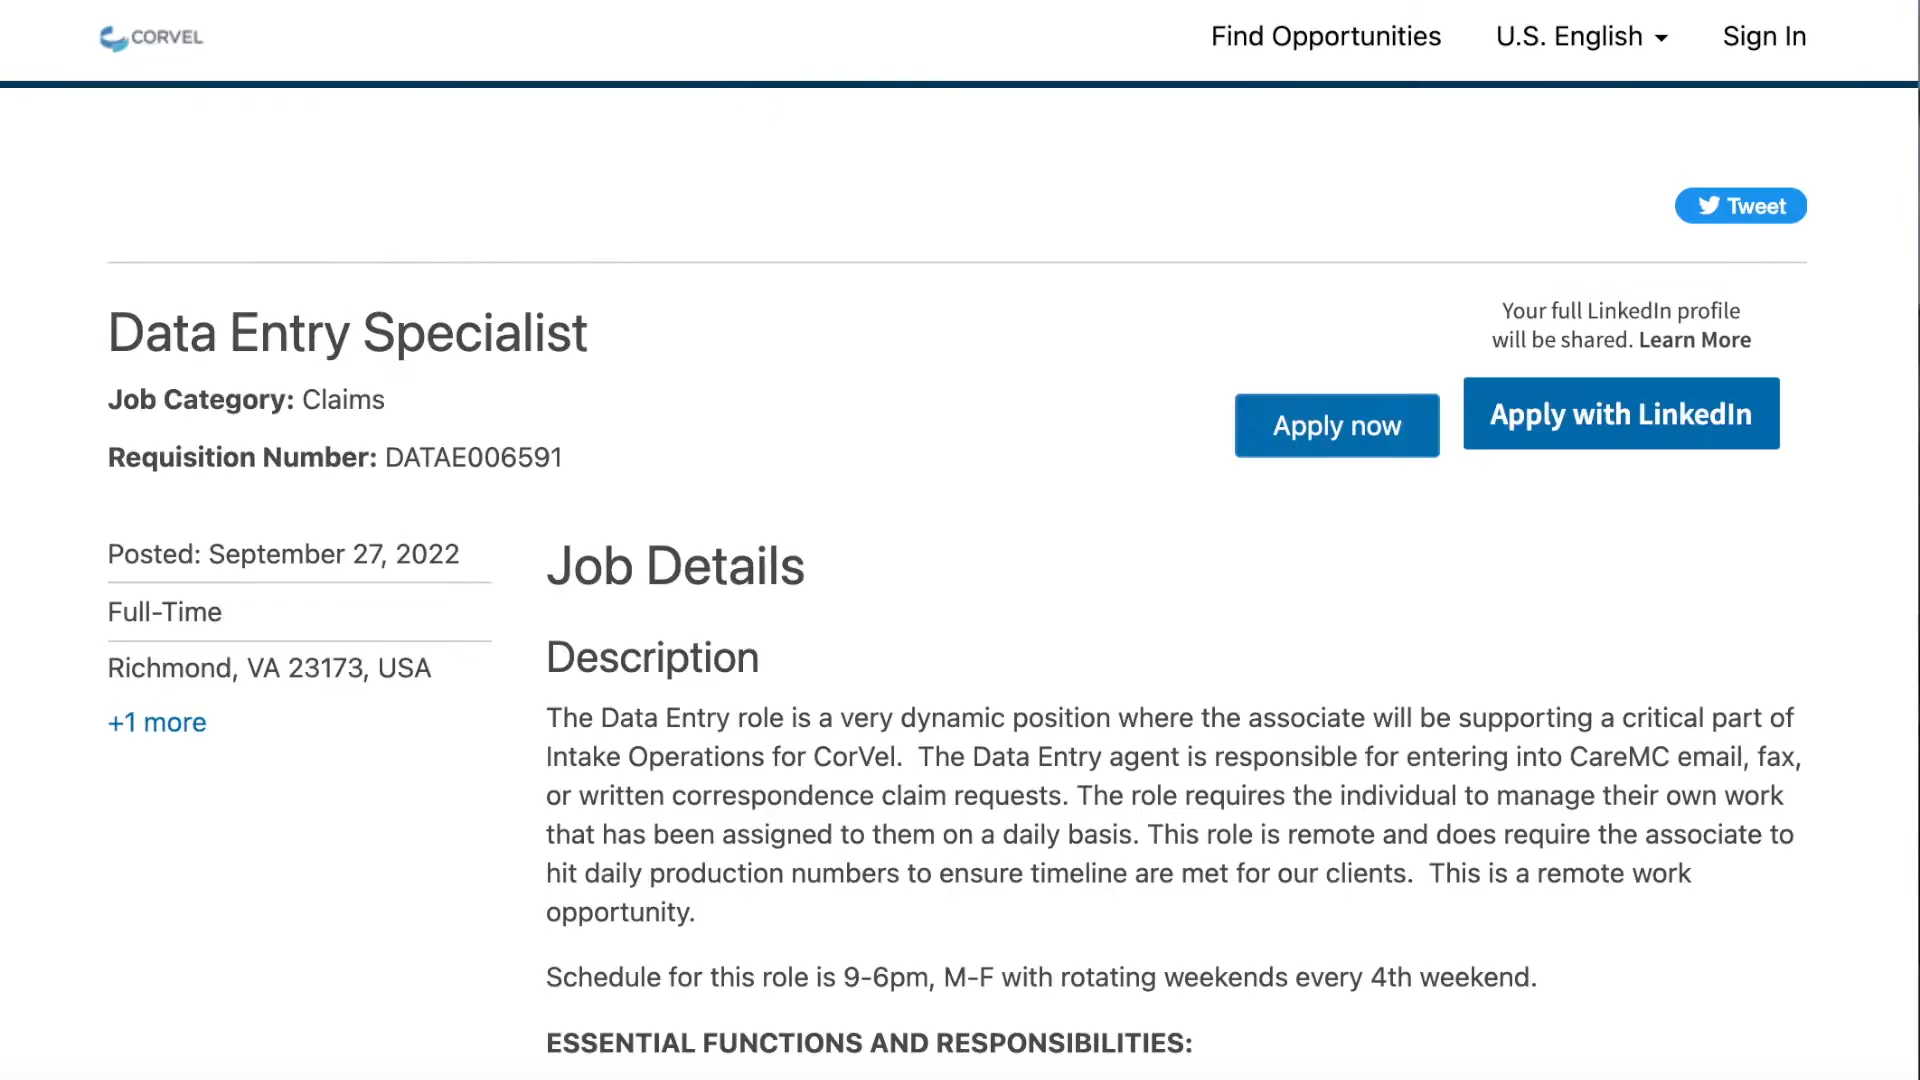 CORVEL
Find Opportunities
U.S. English
Sign In
Tweet
Data Entry Specialist
Your full LinkedIn profile
will be shared. Learn More
Job Category: Claims
Apply now
Apply with LinkedIn
Requisition Number: DATAE006591
Posted: September 27, 2022
Full-Time
Richmond, VA 23173, USA
+1 more
Job Details
Description
The Data Entry role is a very dynamic position where the associate will be supporting a critical part of
Intake Operations for CorVel.  The Data Entry agent is responsible for entering into CareMC email, fax,
or written correspondence claim requests. The role requires the individual to manage their own work
that has been assigned to them on a daily basis. This role is remote and does require the associate to
hit daily production numbers to ensure timeline are met for our clients.  This is a remote work
opportunity.
Schedule for this role is 9-6pm, M-F with rotating weekends every 4th weekend.
ESSENTIAL FUNCTIONS AND RESPONSIBILITIES: